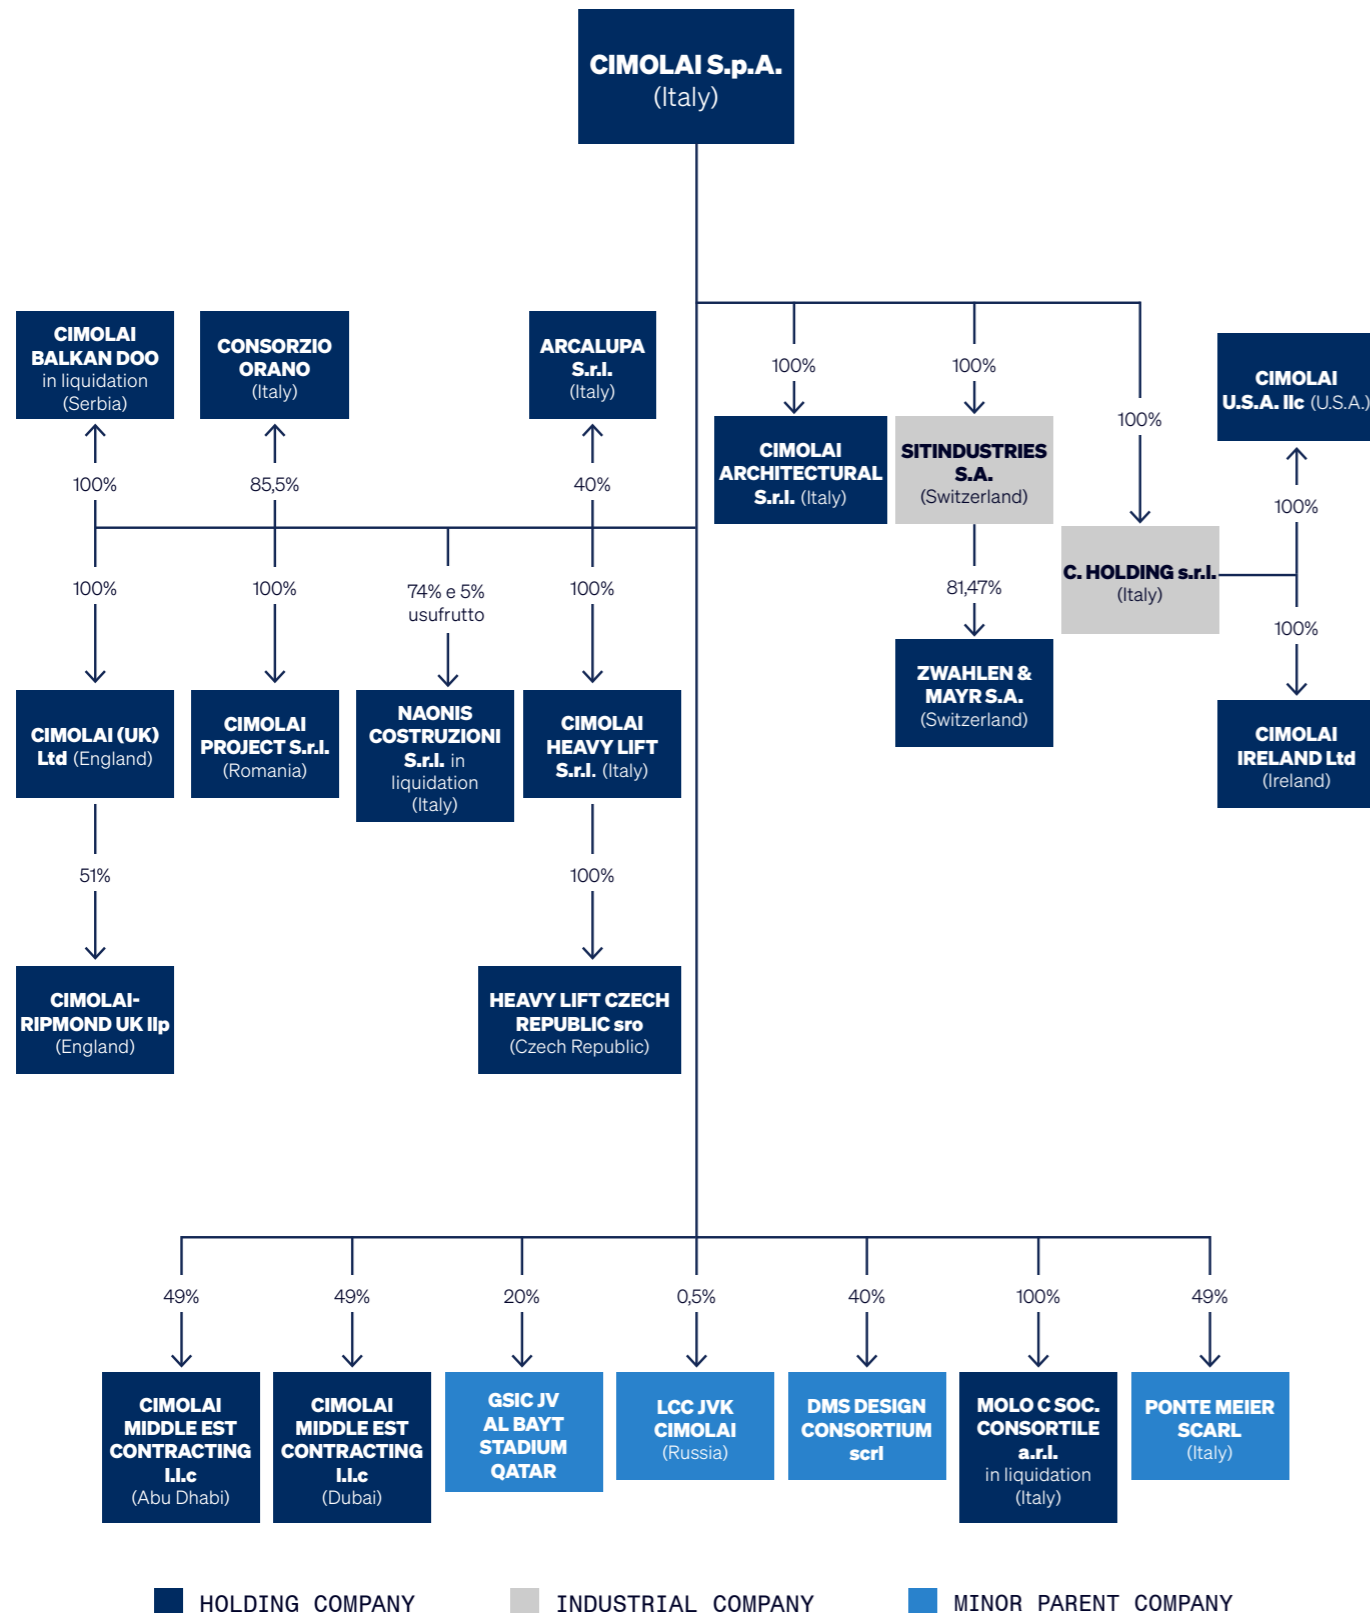 CIMOLAI S.p.A.
(Italy)
CIMOLAI
BALKAN DOO
in liquidation
(Serbia)
CONSORZIO
ORANO
(Italy)
ARCALUPA
S.r.l.
(Italy)
100%
85,5%
40%
100%
100%
74% e 5%
usufrutto
100%
CIMOLAI (UK)
Ltd (England)
CIMOLAI
PROJECT S.r.l.
(Romania)
NAONIS
COSTRUZIONI
S.r.l. in
liquidation
(Italy)
CIMOLAI
HEAVY LIFT
S.r.l. (Italy)
51%
100%
CIMOLAI-
RIPMOND UK llp
(England)
HEAVY LIFT CZECH
REPUBLIC sro
(Czech Republic)
100%
100%
100%
CIMOLAI
ARCHITECTURAL
S.r.l. (Italy)
SITINDUSTRIES
S.A.
(Switzerland)
81,47%
ZWAHLEN &
MAYR S.A.
(Switzerland)
C. HOLDING s.r.l.
(Italy)
CIMOLAI
U.S.A. llc (U.S.A.)
100%
100%
CIMOLAI
IRELAND Ltd
(Ireland)
49%
49%
20%
0,5%
40%
100%
49%
CIMOLAI
MIDDLE EST
CONTRACTING
l.l.c
(Abu Dhabi)
CIMOLAI
MIDDLE EST
CONTRACTING
l.l.c
(Dubai)
GSIC JV
AL BAYT
STADIUM
QATAR
LCC JVK
CIMOLAI
(Russia)
DMS DESIGN
CONSORTIUM
scrl
MOLO C SOC.
CONSORTILE
a.r.l.
in liquidation
(Italy)
PONTE MEIER
SCARL
(Italy)
HOLDING COMPANY
INDUSTRIAL COMPANY
MINOR PARENT COMPANY